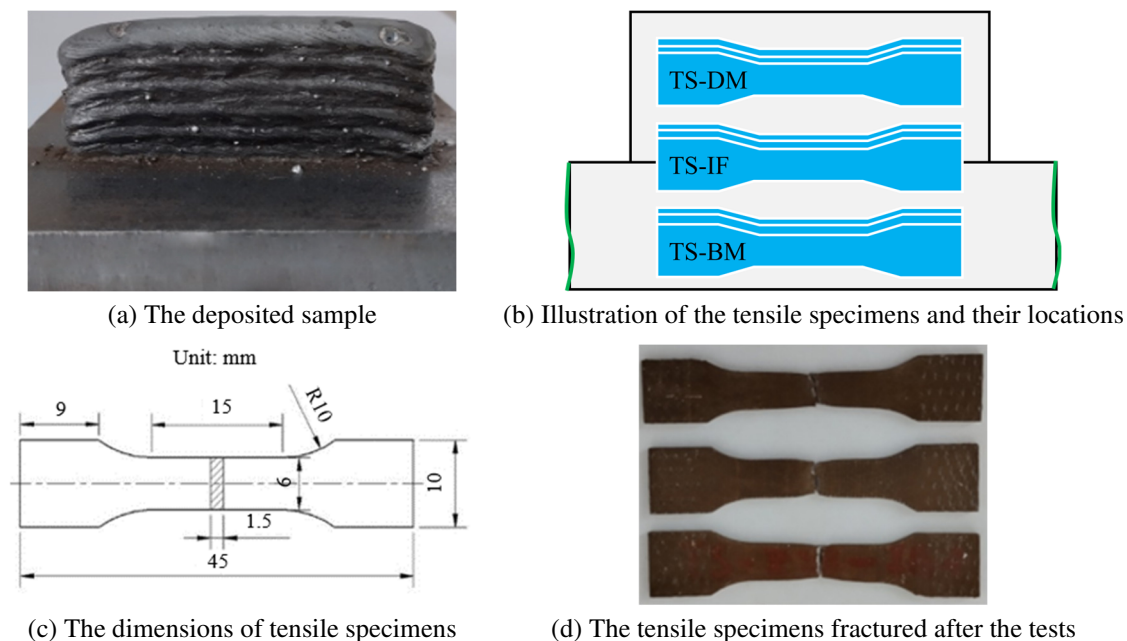 TS-DM
TS-IF
TS-BM
(a) The deposited sample
(b) Illustration of the tensile specimens and their locations
Unit: mm
9
15
R10
6
10
1.5
45
(c) The dimensions of tensile specimens
(d) The tensile specimens fractured after the tests